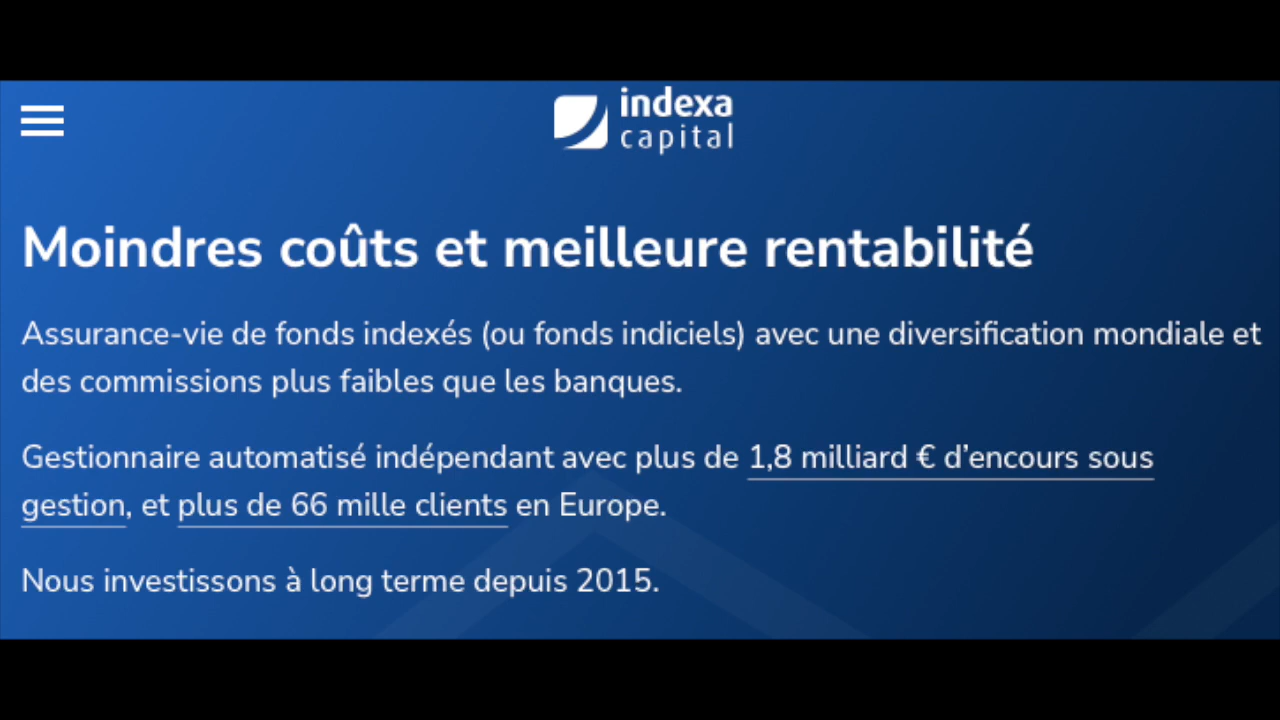 indexa
capital
Moindres coûts et meilleure rentabilité
Assurance-vie de fonds indexés (ou fonds indiciels) avec une diversification mondiale et
des commissions plus faibles que les banques.
Gestionnaire automatisé indépendant avec plus de 1,8 milliard € d’encours sous
gestion, et plus de 66 mille clients en Europe.
Nous investissons à long terme depuis 2015.